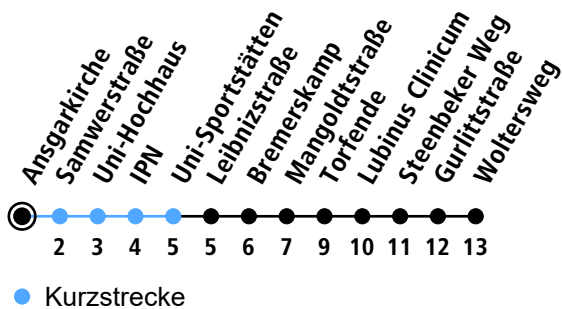 Ansgarkirche
Samwerstraße
Uni-Hochhaus
IPN
Uni-Sportstätten
Leibnizstraße
Bremerskamp
Mangoldtstraße
Torfende
Lubinus Clinicum
Steenbeker Weg
Gurlittstraße
Woltersweg
2 3 4 5 5 6 7 9 10 11 12 13
Kurzstrecke